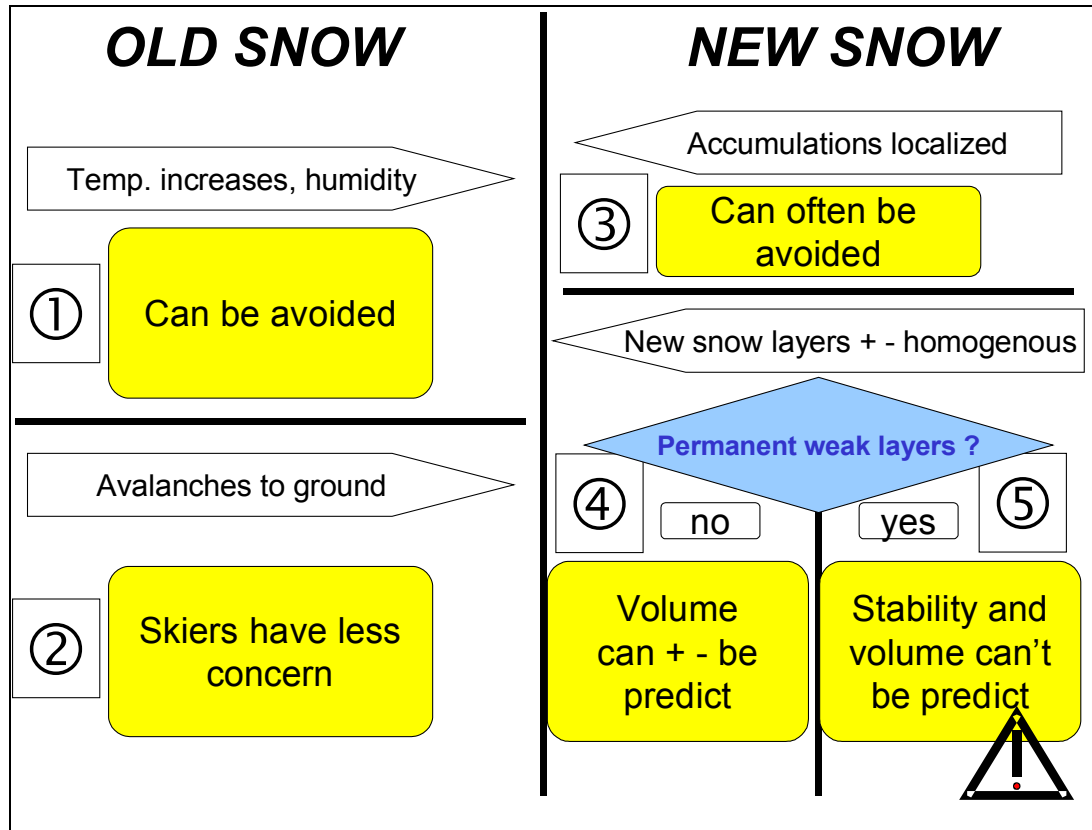 OLD SNOW
Temp. increases, humidity
①
Can be avoided
Avalanches to ground
②
Skiers have less
concern
NEW SNOW
Accumulations localized
③
Can often be
avoided
New snow layers + - homogenous
Permanent weak layers ?
④
no
yes
⑤
Volume
can + - be
predict
Stability and
volume can't
be predict
!